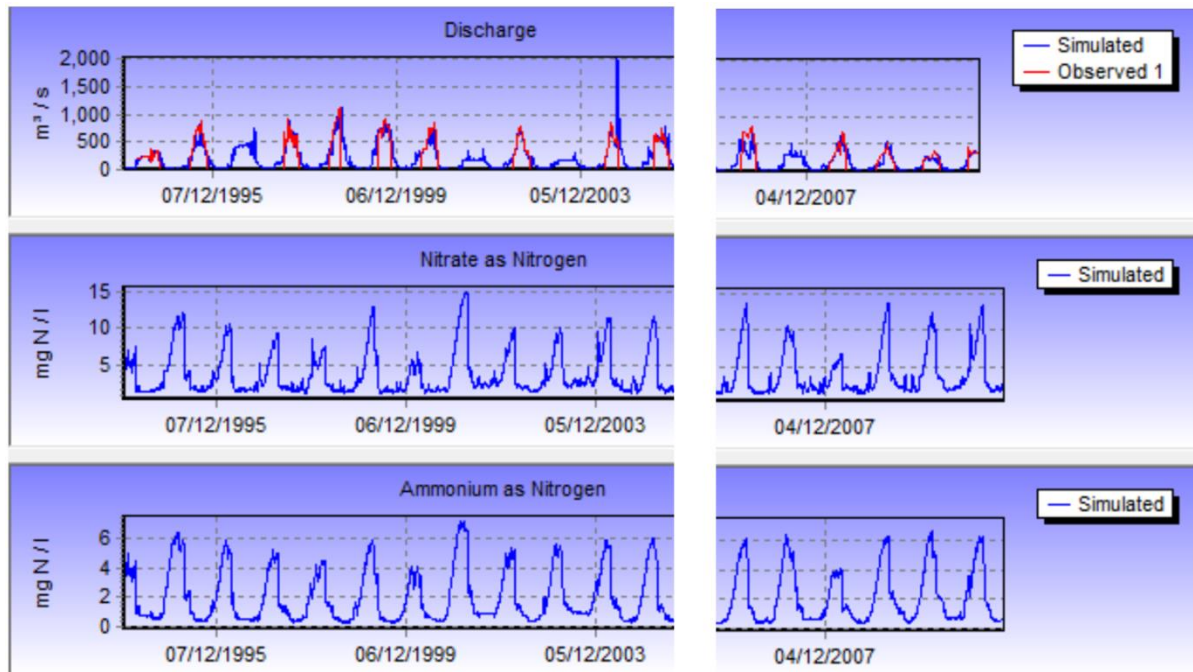 Discharge
Simulated
Observed 1
m³ / s
2,000
1,500
1,000
500
0
07/12/1995
06/12/1999
05/12/2003
04/12/2007
Nitrate as Nitrogen
Simulated
mg N / l
15
10
5
07/12/1995
06/12/1999
05/12/2003
04/12/2007
Ammonium as Nitrogen
Simulated
mg N / l
6
4
2
0
07/12/1995
06/12/1999
05/12/2003
04/12/2007